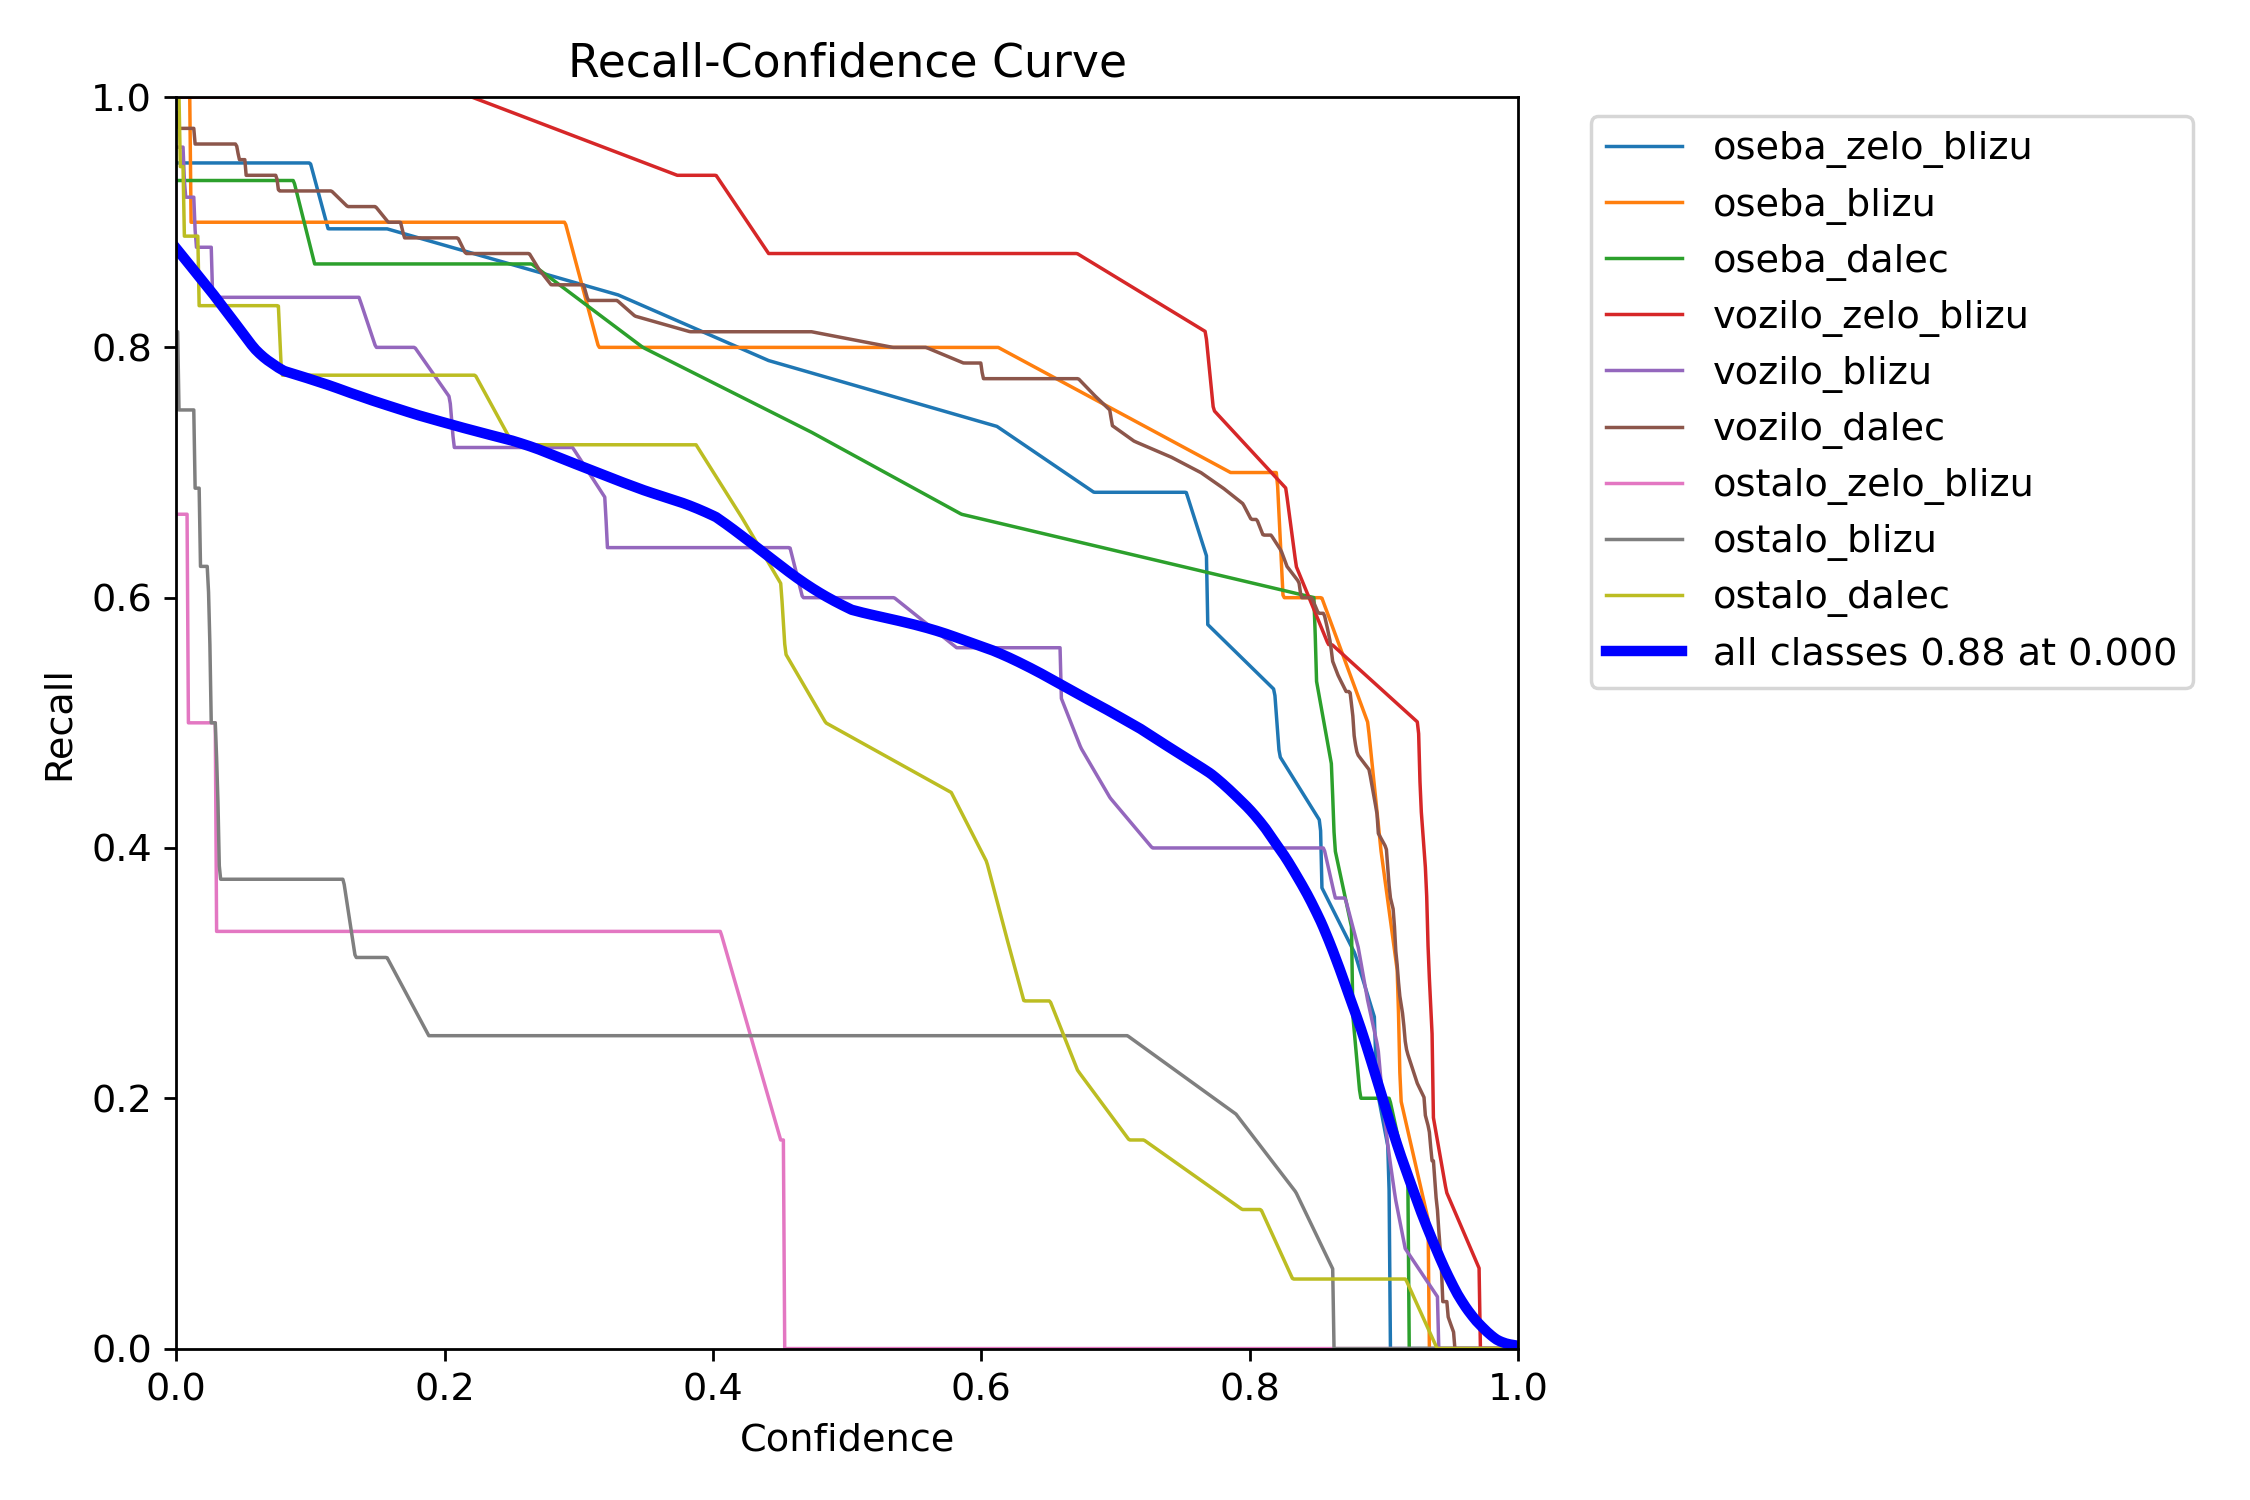 Recall-Confidence Curve
1.0
0.8
0.6
0.4
0.2
0.0
Recall
0.0 0.2 0.4 0.6 0.8 1.0
Confidence
oseba_zelo_blizu
oseba_blizu
oseba_dalec
vozilo_zelo_blizu
vozilo_blizu
vozilo_dalec
ostalo_zelo_blizu
ostalo_blizu
ostalo_dalec
all classes 0.88 at 0.000